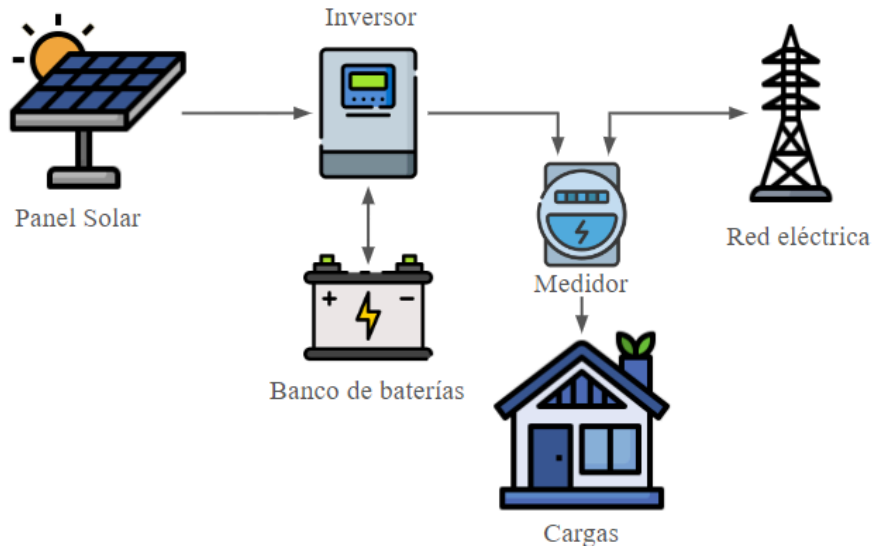 Inversor
Panel Solar
Red eléctrica
Medidor
Banco de baterías
Cargas